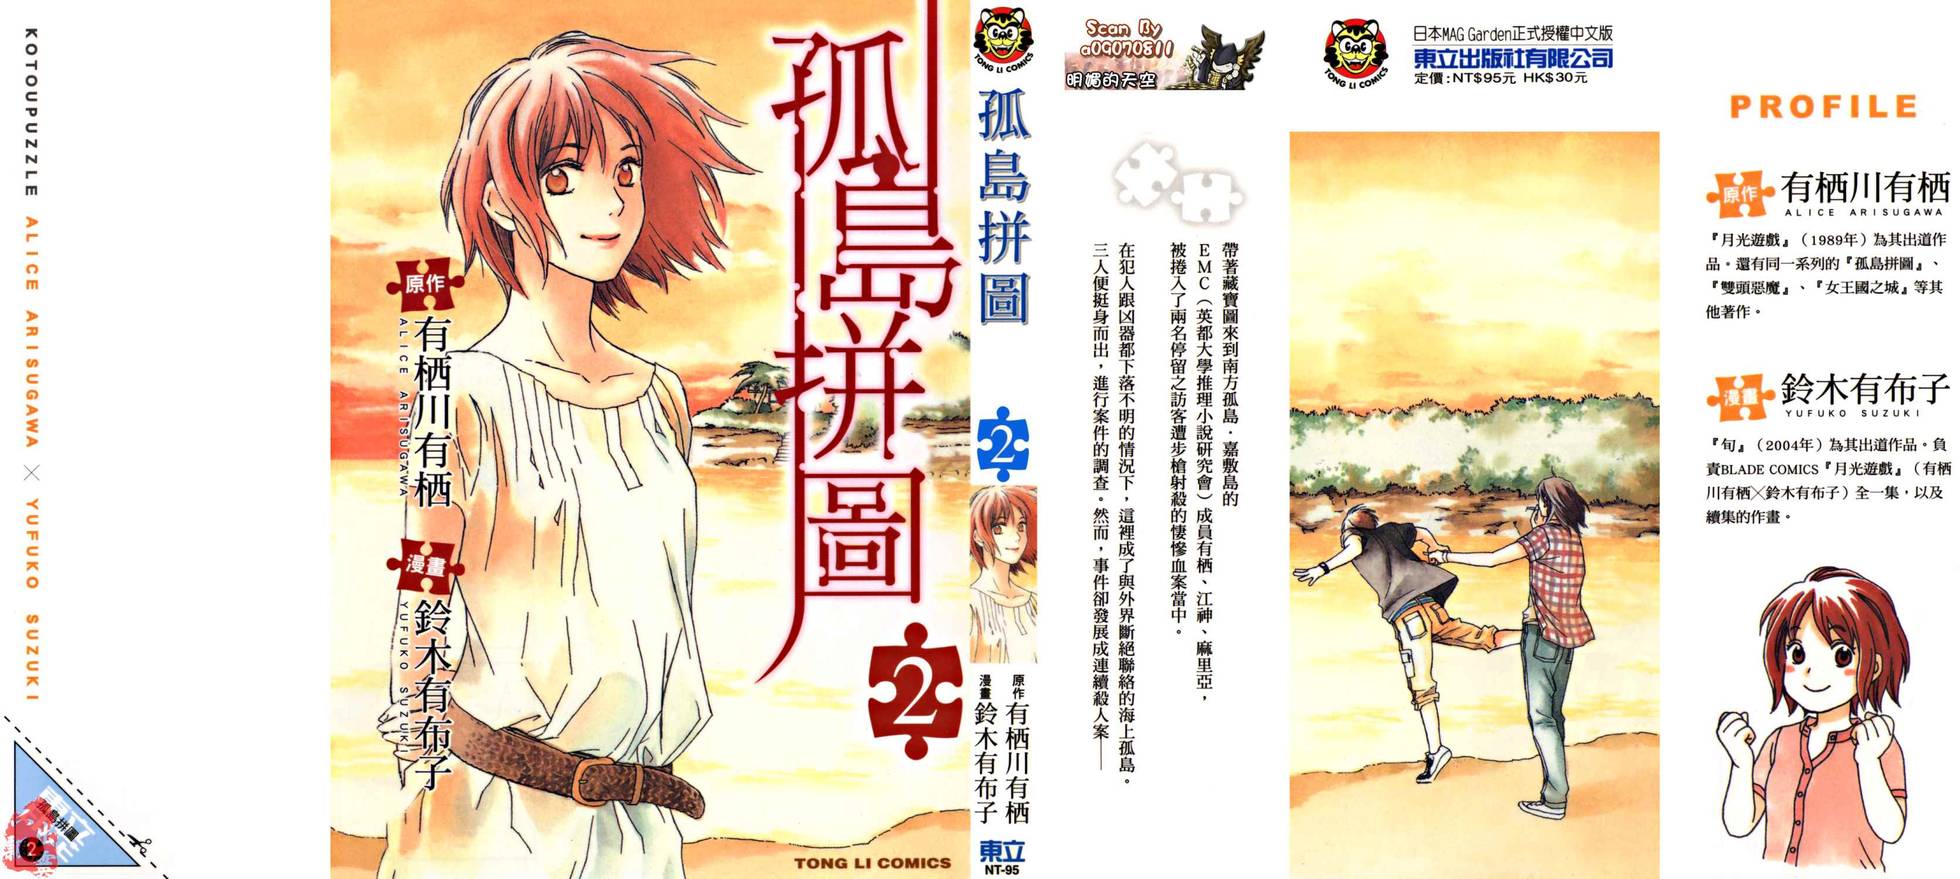 KOTOUPUZZLE ALICE ARISUGAWA × YUFUKO SUZUKI
孤島拼圖
2
孤島拼圖
2
原作
有栖川有栖
ALICE ARISUGAWA
漫畫
鈴木有布子
YUFUKO SUZUKI
TONG LI COMICS
TONG LI COMICS
孤島拼圖
2
原作 有栖川有栖
漫畫 鈴木有布子
東立
NT-95
Scan By
a09070811
明媚的天空
帶著藏寶圖來到南方孤島・嘉敷島的
EMC（英都大學推理小說研究會）成員有栖、江神、麻里亞，
被捲入了兩名停留之訪客遭步槍射殺的悽慘血案當中。
在犯人跟凶器都下落不明的情況下，這裡成了與外界斷絕聯絡的海上孤島。
三人便挺身而出，進行案件的調查。然而，事件卻發展成連續殺人案——
TONG LI COMICS
日本MAG Garden正式授權中文版
東立出版社有限公司
定價:NT$95元 HK$30元
PROFILE
原作
有栖川有栖
ALICE ARISUGAWA
『月光遊戲』（1989年）為其出道作
品。還有同一系列的『孤島拼圖』、
『雙頭惡魔』、『女王國之城』等其
他著作。
漫畫
鈴木有布子
YUFUKO SUZUKI
『旬』（2004年）為其出道作品。負
責BLADE COMICS『月光遊戲』（有栖
川有栖╳鈴木有布子）全一集，以及
續集的作畫。